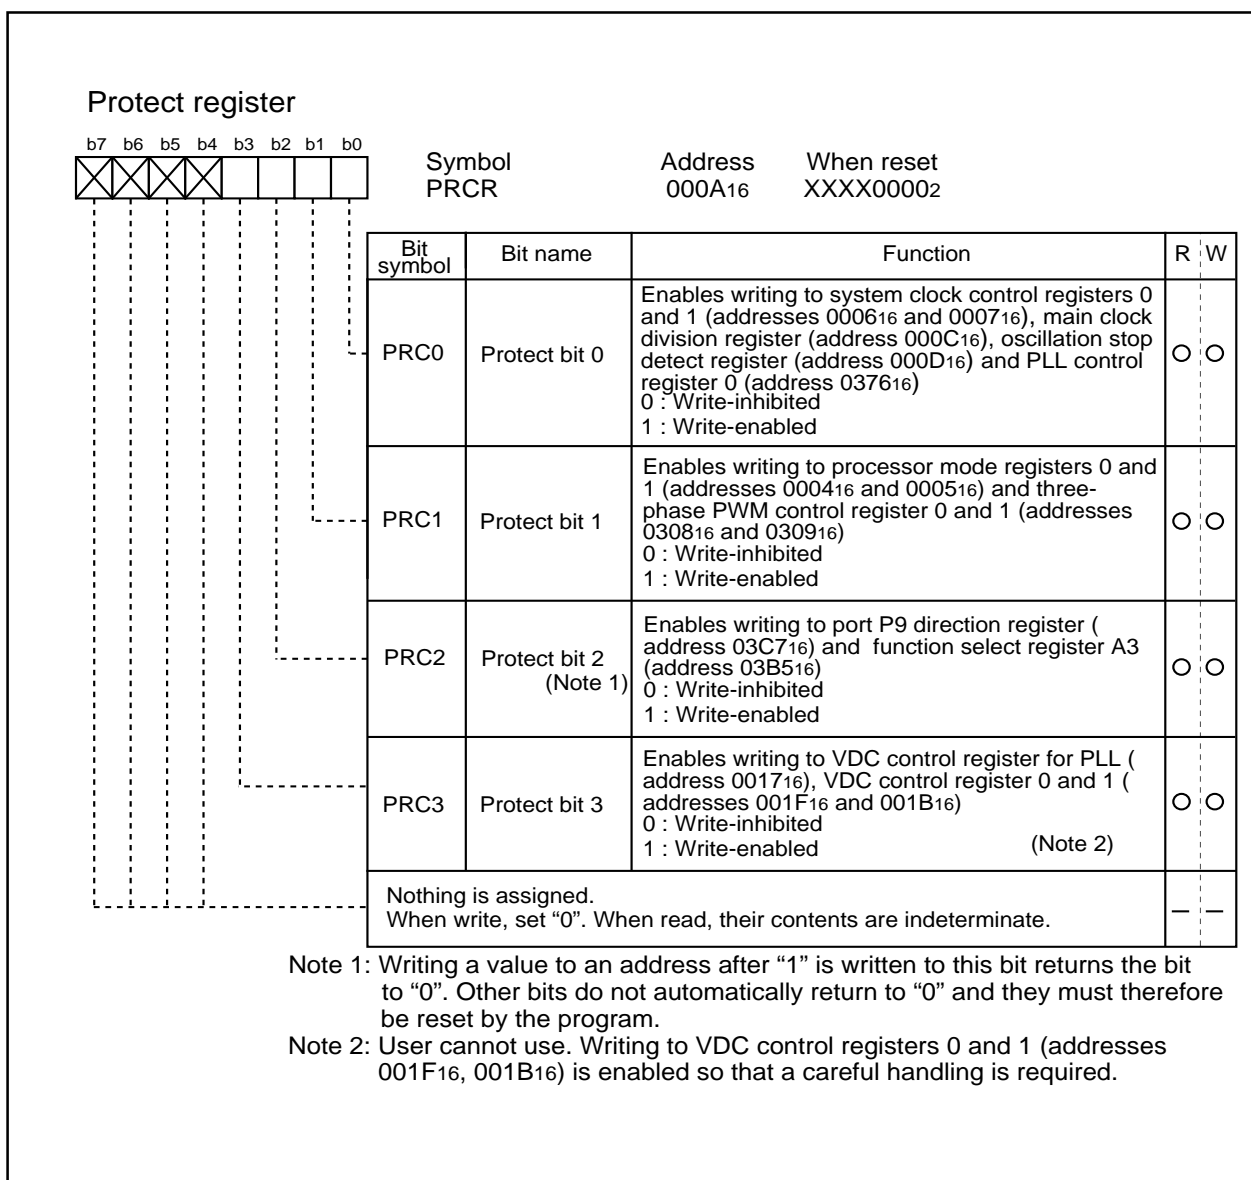 Protect register
b7 b6 b5 b4 b3 b2 b1 b0
Symbol Address When reset
PRCR 000A16 XXXX00002
Bit symbol Bit name Function R W
PRC0 Protect bit 0
Enables writing to system clock control registers 0
and 1 (addresses 000616 and 000716), main clock
division register (address 000C16), oscillation stop
detect register (address 000D16) and PLL control
register 0 (address 037616)
0 : Write-inhibited
1 : Write-enabled
PRC1 Protect bit 1
Enables writing to processor mode registers 0 and
1 (addresses 000416 and 000516) and three-
phase PWM control register 0 and 1 (addresses
030816 and 030916)
0 : Write-inhibited
1 : Write-enabled
PRC2 Protect bit 2
(Note 1)
Enables writing to port P9 direction register (
address 03C716) and function select register A3
(address 03B516)
0 : Write-inhibited
1 : Write-enabled
PRC3 Protect bit 3
Enables writing to VDC control register for PLL (
address 001716), VDC control register 0 and 1 (
addresses 001F16 and 001B16)
0 : Write-inhibited
1 : Write-enabled (Note 2)
Nothing is assigned.
When write, set “0”. When read, their contents are indeterminate.
Note 1: Writing a value to an address after “1” is written to this bit returns the bit
to “0”. Other bits do not automatically return to “0” and they must therefore
be reset by the program.
Note 2: User cannot use. Writing to VDC control registers 0 and 1 (addresses
001F16, 001B16) is enabled so that a careful handling is required.